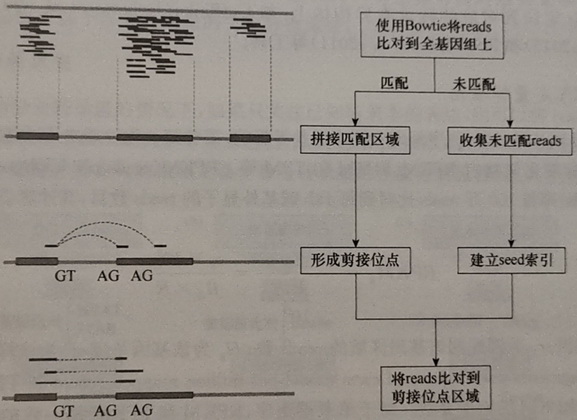 使用Bowtie将reads
比对到全基因组上
匹配
未匹配
拼接匹配区域
收集未匹配reads
GT AG AG
形成剪接位点
建立seed索引
GT AG AG
将reads比对到
剪接位点区域